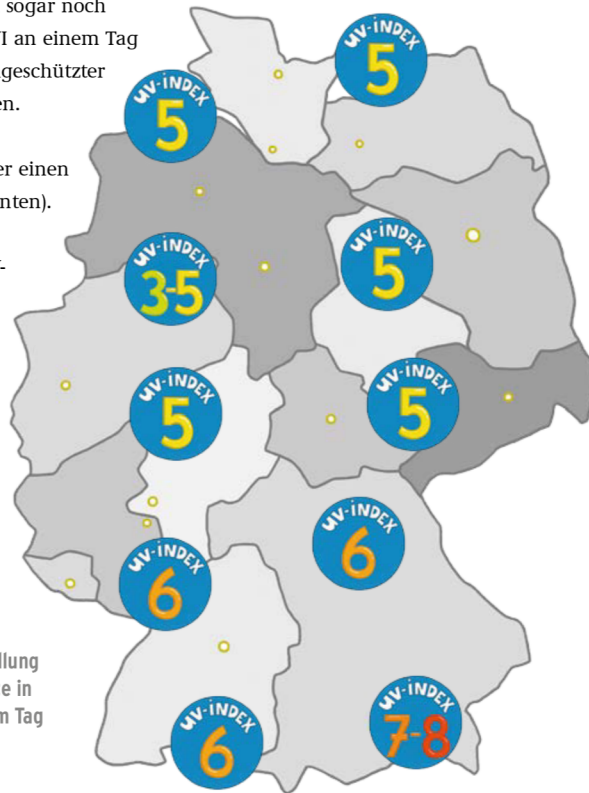 sogar noch
I an einem Tag
geschützter
en.
er einen
nten).
UV-INDEX
5
UV-INDEX
5
UV-INDEX
5
UV-INDEX
3-5
UV-INDEX
5
UV-INDEX
5
UV-INDEX
6
UV-INDEX
6
UV-INDEX
6
UV-INDEX
7-8
llung
e in
m Tag